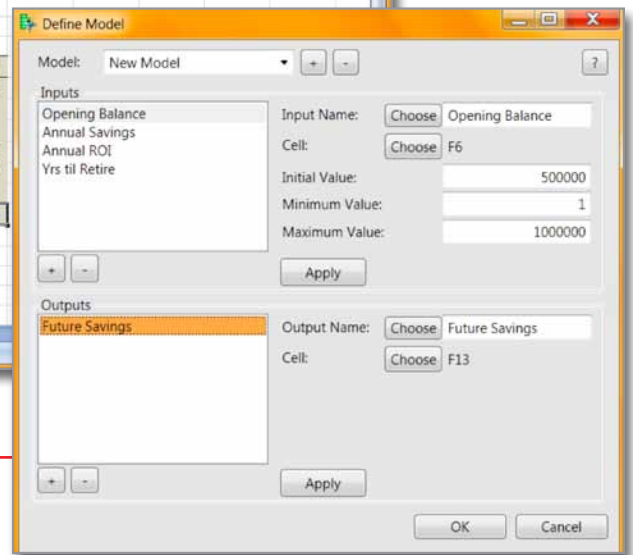 Define Model
Model: New Model + - ?
Inputs
Opening Balance
Annual Savings
Annual ROI
Yrs til Retire
Input Name: Choose Opening Balance
Cell: Choose F6
Initial Value: 500000
Minimum Value: 1
Maximum Value: 1000000
+ - Apply
Outputs
Future Savings
Output Name: Choose Future Savings
Cell: Choose F13
+ - Apply
OK Cancel